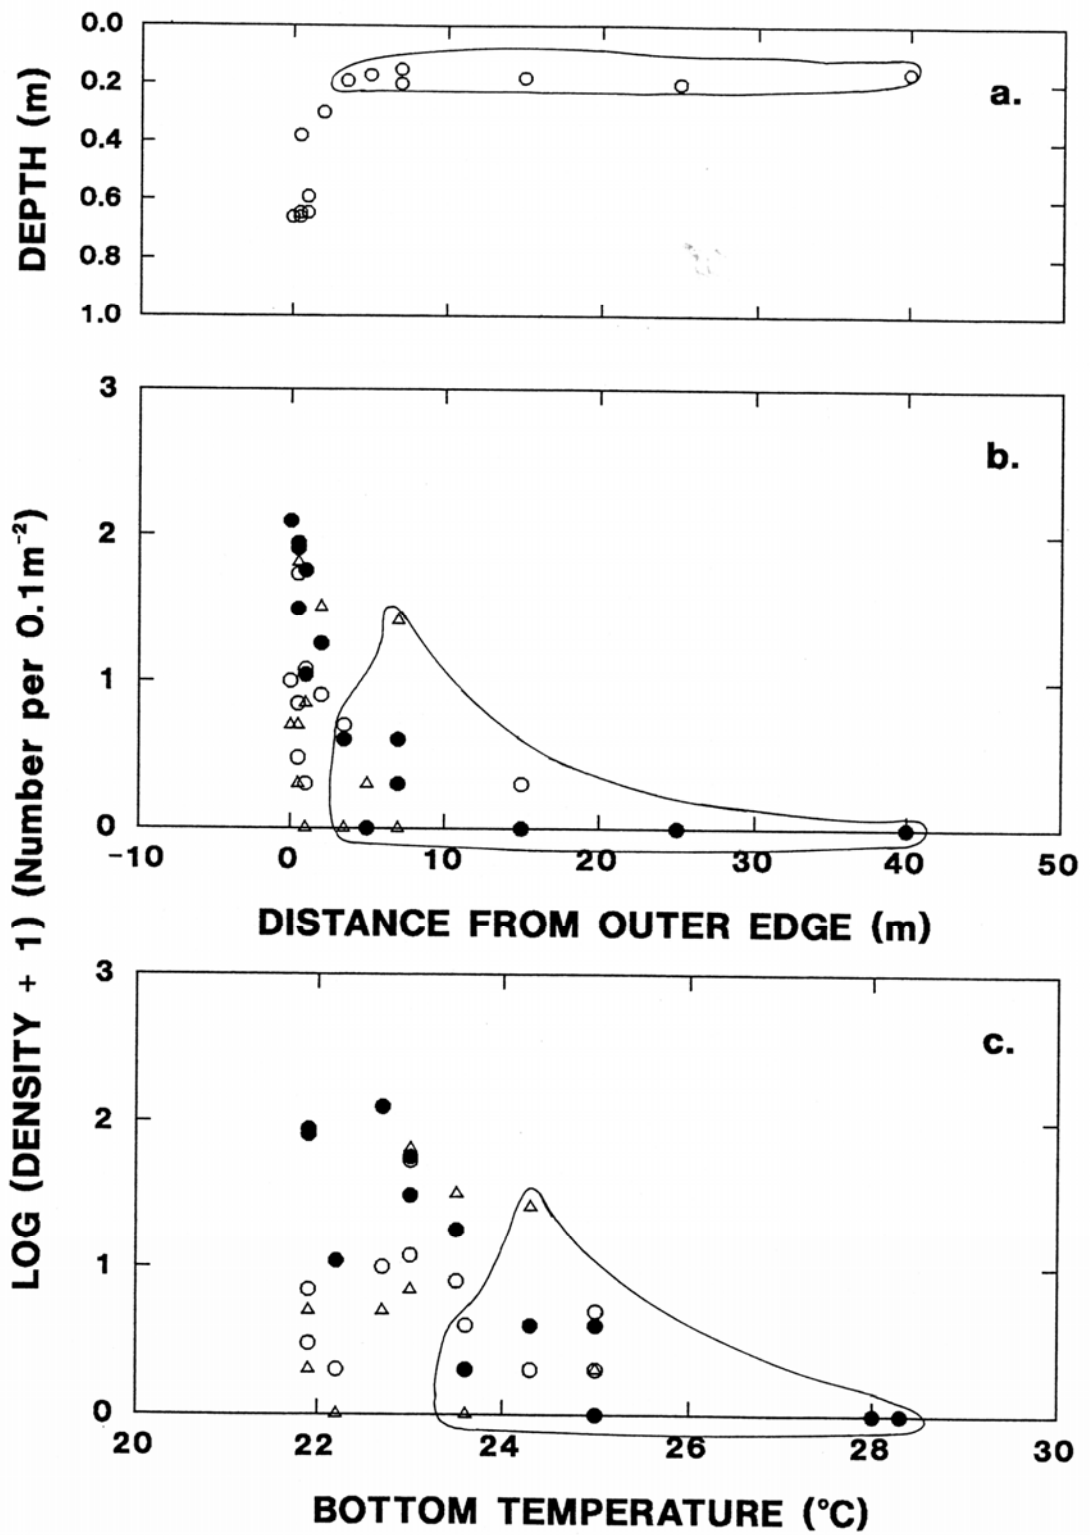 0.0
0.2
0.4
0.6
0.8
1.0
DEPTH (m)
a.
3
2
1
0
b.
-10 0 10 20 30 40 50
DISTANCE FROM OUTER EDGE (m)
LOG (DENSITY + 1) (Number per 0.1m⁻²)
3
2
1
0
c.
20 22 24 26 28 30
BOTTOM TEMPERATURE (°C)